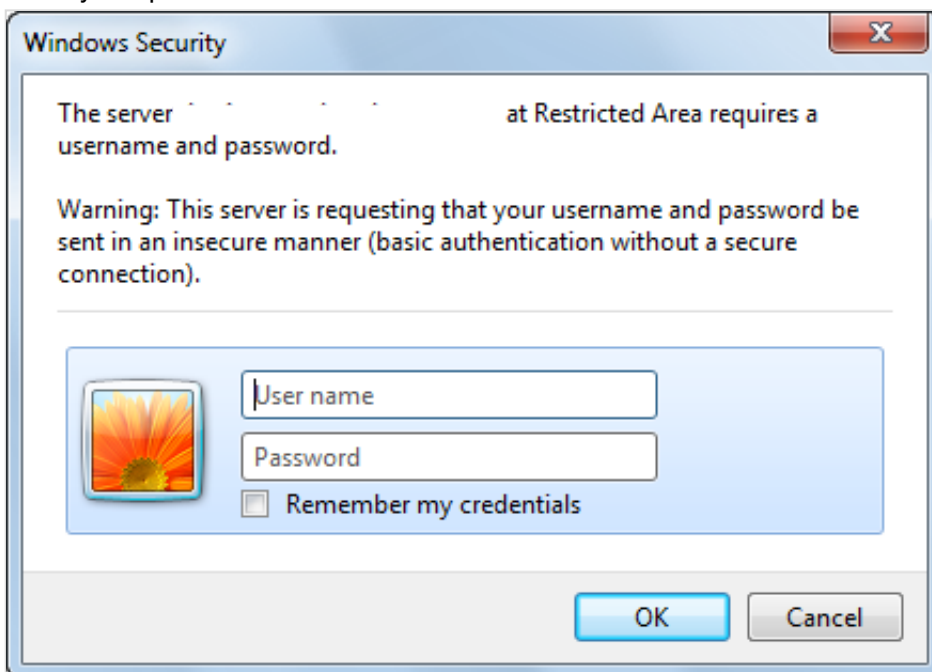 Windows Security
The server at Restricted Area requires a
username and password.
Warning: This server is requesting that your username and password be
sent in an insecure manner (basic authentication without a secure
connection).
User name
Password
Remember my credentials
OK
Cancel